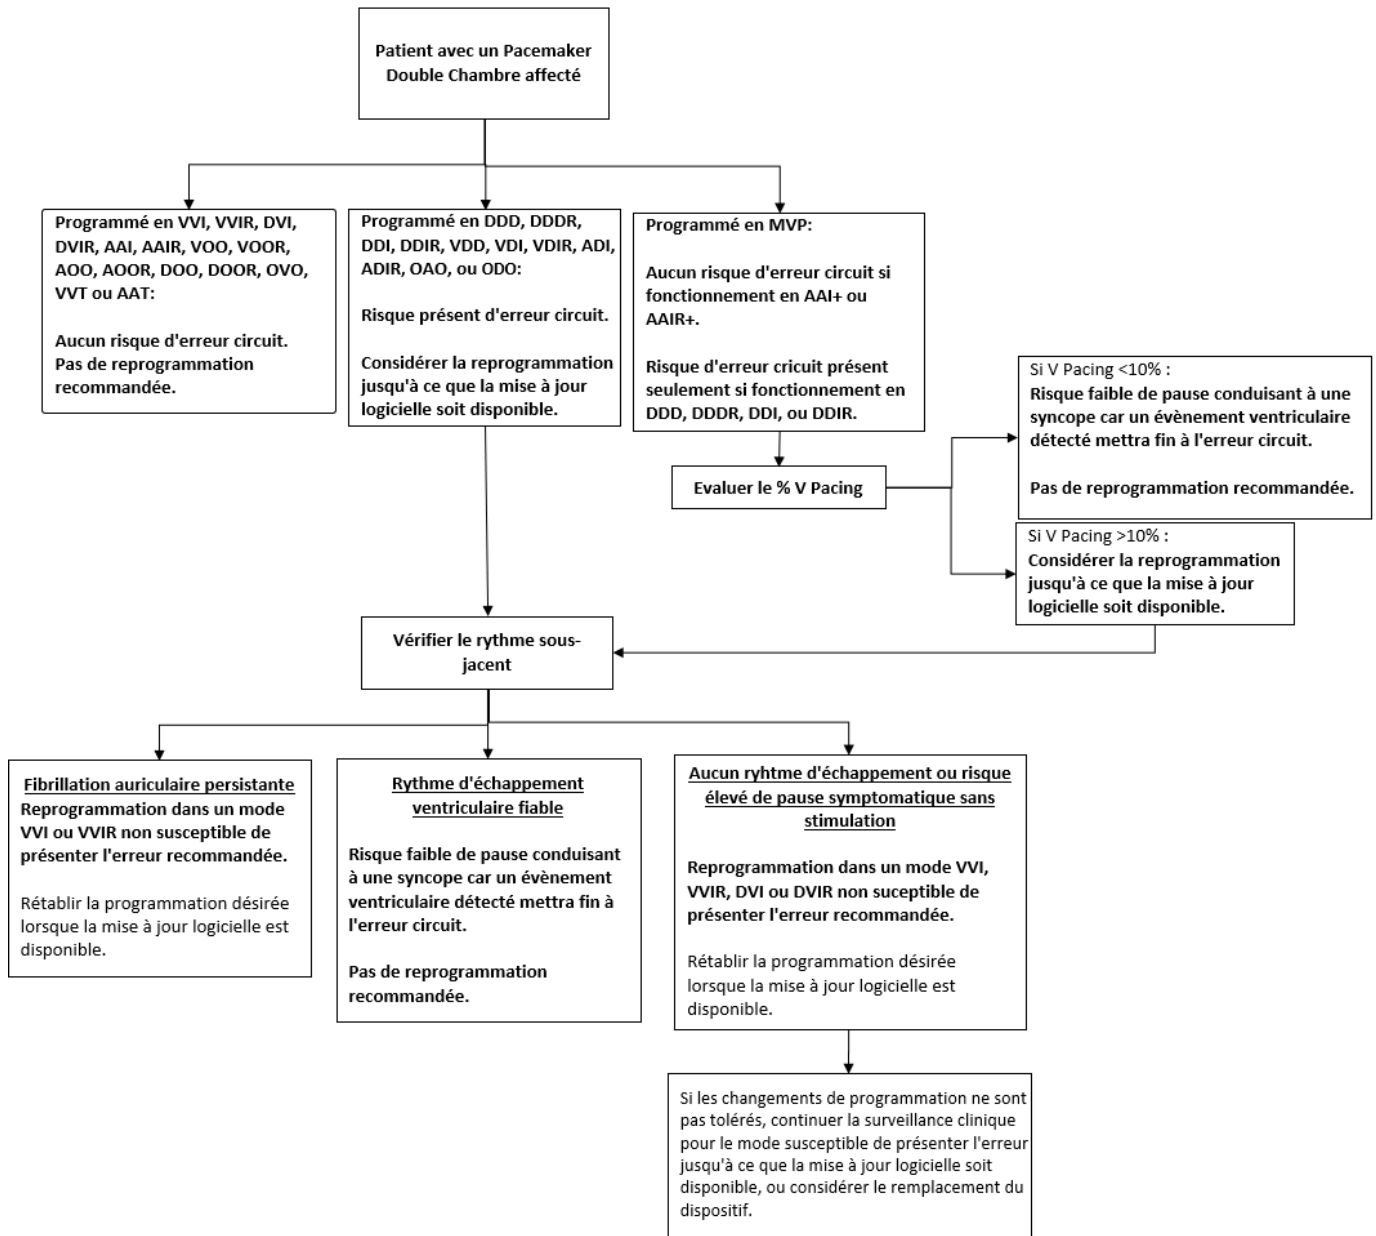 Patient avec un Pacemaker
Double Chambre affecté
Programmé en VVI, VVIR, DVI,
DVIR, AAI, AAIR, VOO, VOOR,
AOO, AOOR, DOO, DOOR, OVO,
VVT ou AAT:
Aucun risque d'erreur circuit.
Pas de reprogrammation
recommandée.
Programmé en DDD, DDDR,
DDI, DDIR, VDD, VDI, VDIR, ADI,
ADIR, OAO, ou ODO:
Risque présent d'erreur circuit.
Considérer la reprogrammation
jusqu'à ce que la mise à jour
logicielle soit disponible.
Programmé en MVP:
Aucun risque d'erreur circuit si
fonctionnement en AAI+ ou
AAIR+.
Risque d'erreur cricuit présent
seulement si fonctionnement en
DDD, DDDR, DDI, ou DDIR.
Evaluer le % V Pacing
Si V Pacing <10% :
Risque faible de pause conduisant à une
syncope car un évènement ventriculaire
détecté mettra fin à l'erreur circuit.
Pas de reprogrammation recommandée.
Si V Pacing >10% :
Considérer la reprogrammation
jusqu'à ce que la mise à jour
logicielle soit disponible.
Vérifier le rythme sous-
jacent
Fibrillation auriculaire persistante
Reprogrammation dans un mode
VVI ou VVIR non susceptible de
présenter l'erreur recommandée.
Rétablir la programmation désirée
lorsque la mise à jour logicielle est
disponible.
Rythme d'échappement
ventriculaire fiable
Risque faible de pause conduisant
à une syncope car un évènement
ventriculaire détecté mettra fin à
l'erreur circuit.
Pas de reprogrammation
recommandée.
Aucun ryhtme d'échappement ou risque
élevé de pause symptomatique sans
stimulation
Reprogrammation dans un mode VVI,
VVIR, DVI ou DVIR non suceptible de
présenter l'erreur recommandée.
Rétablir la programmation désirée
lorsque la mise à jour logicielle est
disponible.
Si les changements de programmation ne sont
pas tolérés, continuer la surveillance clinique
pour le mode susceptible de présenter l'erreur
jusqu'à ce que la mise à jour logicielle soit
disponible, ou considérer le remplacement du
dispositif.